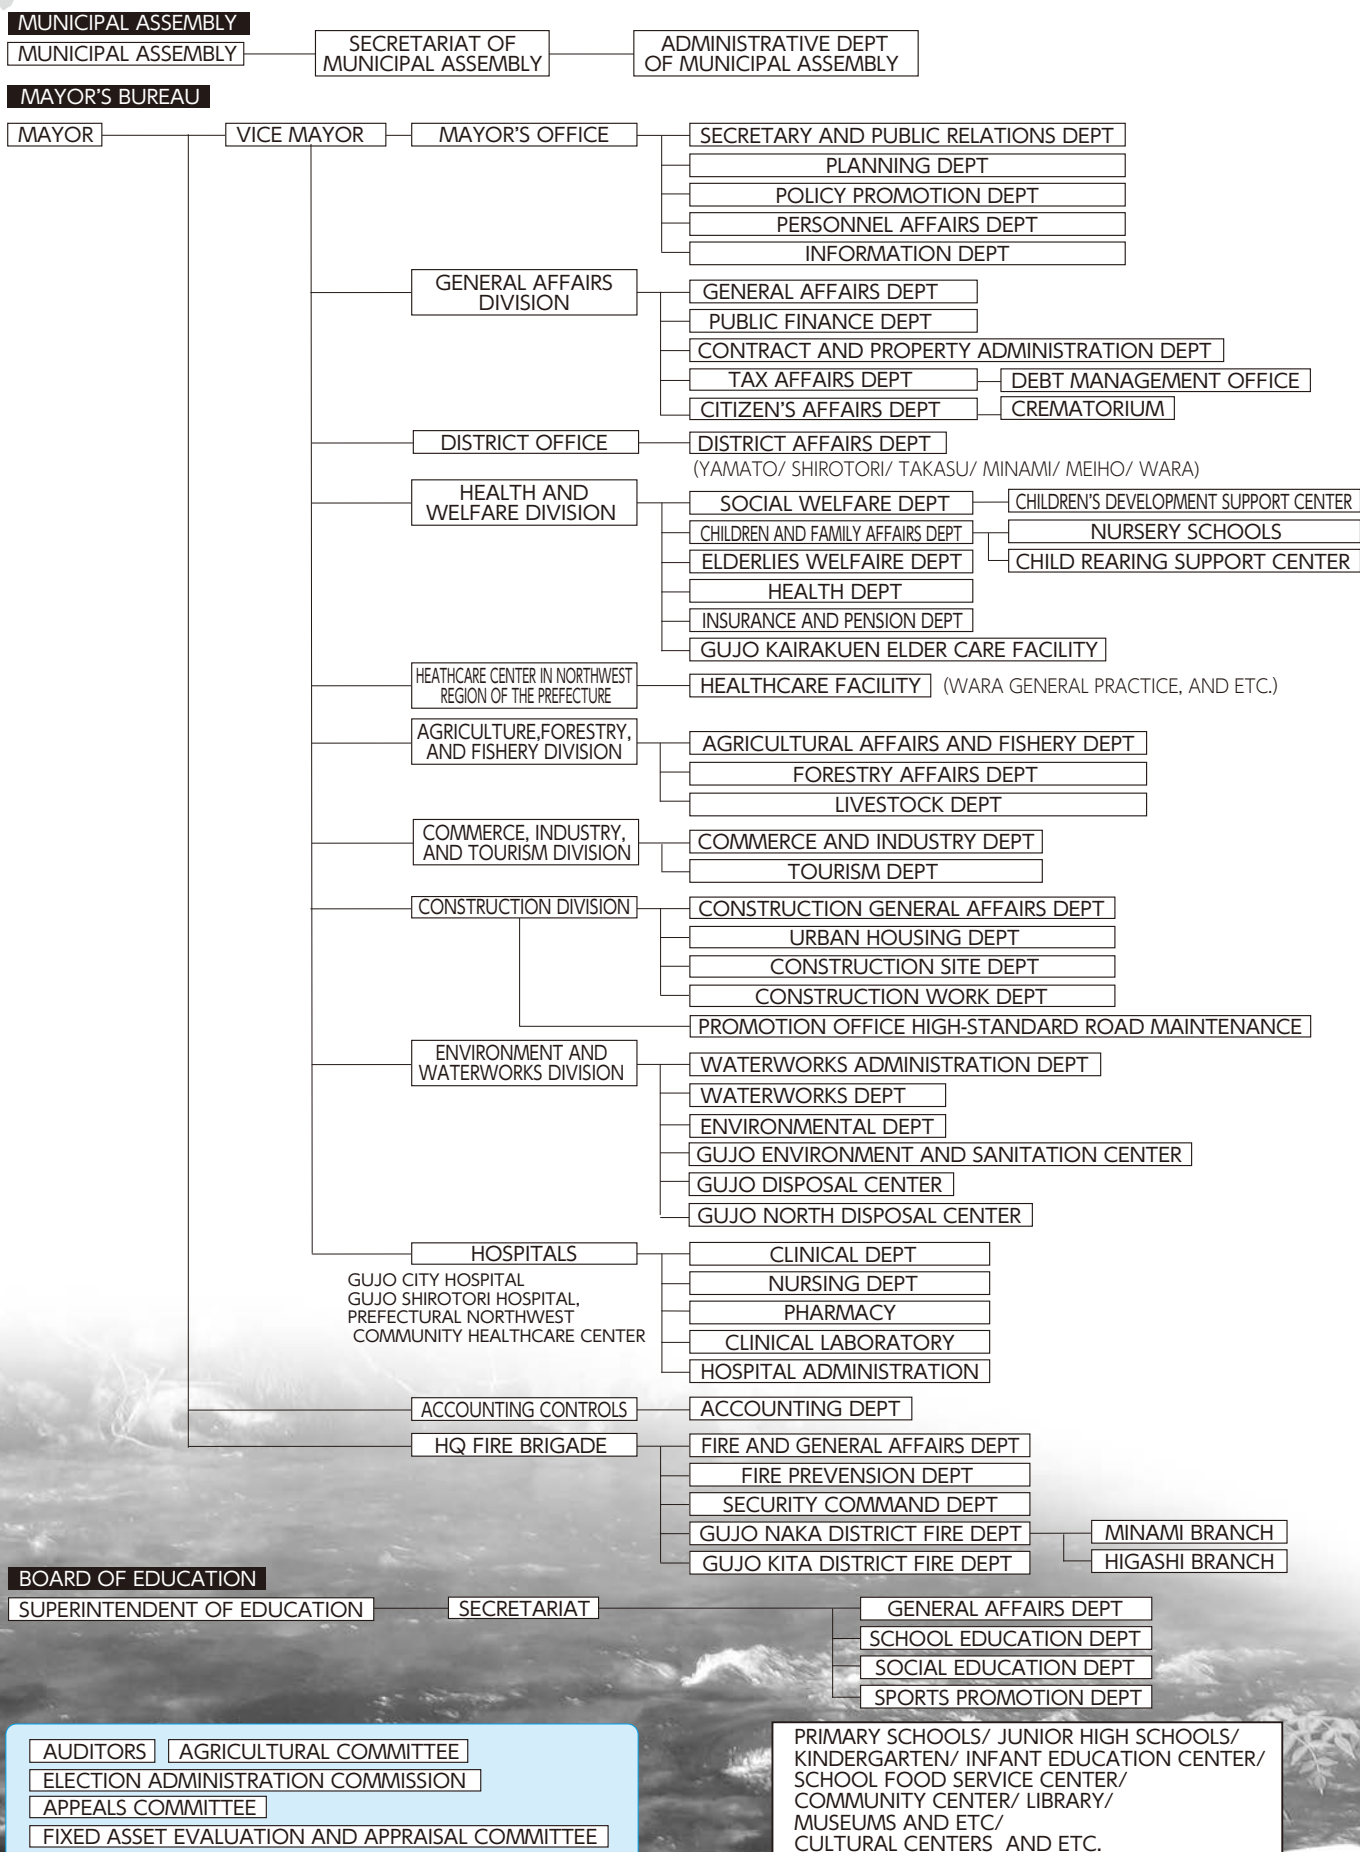 MUNICIPAL ASSEMBLY
MUNICIPAL ASSEMBLY
SECRETARIAT OF
MUNICIPAL ASSEMBLY
ADMINISTRATIVE DEPT
OF MUNICIPAL ASSEMBLY
MAYOR'S BUREAU
MAYOR
VICE MAYOR
MAYOR'S OFFICE
SECRETARY AND PUBLIC RELATIONS DEPT
PLANNING DEPT
POLICY PROMOTION DEPT
PERSONNEL AFFAIRS DEPT
INFORMATION DEPT
GENERAL AFFAIRS
DIVISION
GENERAL AFFAIRS DEPT
PUBLIC FINANCE DEPT
CONTRACT AND PROPERTY ADMINISTRATION DEPT
TAX AFFAIRS DEPT
DEBT MANAGEMENT OFFICE
CITIZEN'S AFFAIRS DEPT
CREMATORIUM
DISTRICT OFFICE
DISTRICT AFFAIRS DEPT
(YAMATO/ SHIROTORI/ TAKASU/ MINAMI/ MEIHO/ WARA)
HEALTH AND
WELFARE DIVISION
SOCIAL WELFARE DEPT
CHILDREN'S DEVELOPMENT SUPPORT CENTER
CHILDREN AND FAMILY AFFAIRS DEPT
NURSERY SCHOOLS
CHILD REARING SUPPORT CENTER
ELDERLIES WELFAIRE DEPT
HEALTH DEPT
INSURANCE AND PENSION DEPT
GUJO KAIRAKUEN ELDER CARE FACILITY
HEATHCARE CENTER IN NORTHWEST
REGION OF THE PREFECTURE
HEALTHCARE FACILITY (WARA GENERAL PRACTICE, AND ETC.)
AGRICULTURE,FORESTRY,
AND FISHERY DIVISION
AGRICULTURAL AFFAIRS AND FISHERY DEPT
FORESTRY AFFAIRS DEPT
LIVESTOCK DEPT
COMMERCE, INDUSTRY,
AND TOURISM DIVISION
COMMERCE AND INDUSTRY DEPT
TOURISM DEPT
CONSTRUCTION DIVISION
CONSTRUCTION GENERAL AFFAIRS DEPT
URBAN HOUSING DEPT
CONSTRUCTION SITE DEPT
CONSTRUCTION WORK DEPT
PROMOTION OFFICE HIGH-STANDARD ROAD MAINTENANCE
ENVIRONMENT AND
WATERWORKS DIVISION
WATERWORKS ADMINISTRATION DEPT
WATERWORKS DEPT
ENVIRONMENTAL DEPT
GUJO ENVIRONMENT AND SANITATION CENTER
GUJO DISPOSAL CENTER
GUJO NORTH DISPOSAL CENTER
HOSPITALS
GUJO CITY HOSPITAL
GUJO SHIROTORI HOSPITAL,
PREFECTURAL NORTHWEST
COMMUNITY HEALTHCARE CENTER
CLINICAL DEPT
NURSING DEPT
PHARMACY
CLINICAL LABORATORY
HOSPITAL ADMINISTRATION
ACCOUNTING CONTROLS
ACCOUNTING DEPT
HQ FIRE BRIGADE
FIRE AND GENERAL AFFAIRS DEPT
FIRE PREVENSION DEPT
SECURITY COMMAND DEPT
GUJO NAKA DISTRICT FIRE DEPT
MINAMI BRANCH
HIGASHI BRANCH
GUJO KITA DISTRICT FIRE DEPT
BOARD OF EDUCATION
SUPERINTENDENT OF EDUCATION
SECRETARIAT
GENERAL AFFAIRS DEPT
SCHOOL EDUCATION DEPT
SOCIAL EDUCATION DEPT
SPORTS PROMOTION DEPT
AUDITORS
AGRICULTURAL COMMITTEE
ELECTION ADMINISTRATION COMMISSION
APPEALS COMMITTEE
FIXED ASSET EVALUATION AND APPRAISAL COMMITTEE
PRIMARY SCHOOLS/ JUNIOR HIGH SCHOOLS/
KINDERGARTEN/ INFANT EDUCATION CENTER/
SCHOOL FOOD SERVICE CENTER/
COMMUNITY CENTER/ LIBRARY/
MUSEUMS AND ETC/
CULTURAL CENTERS AND ETC.